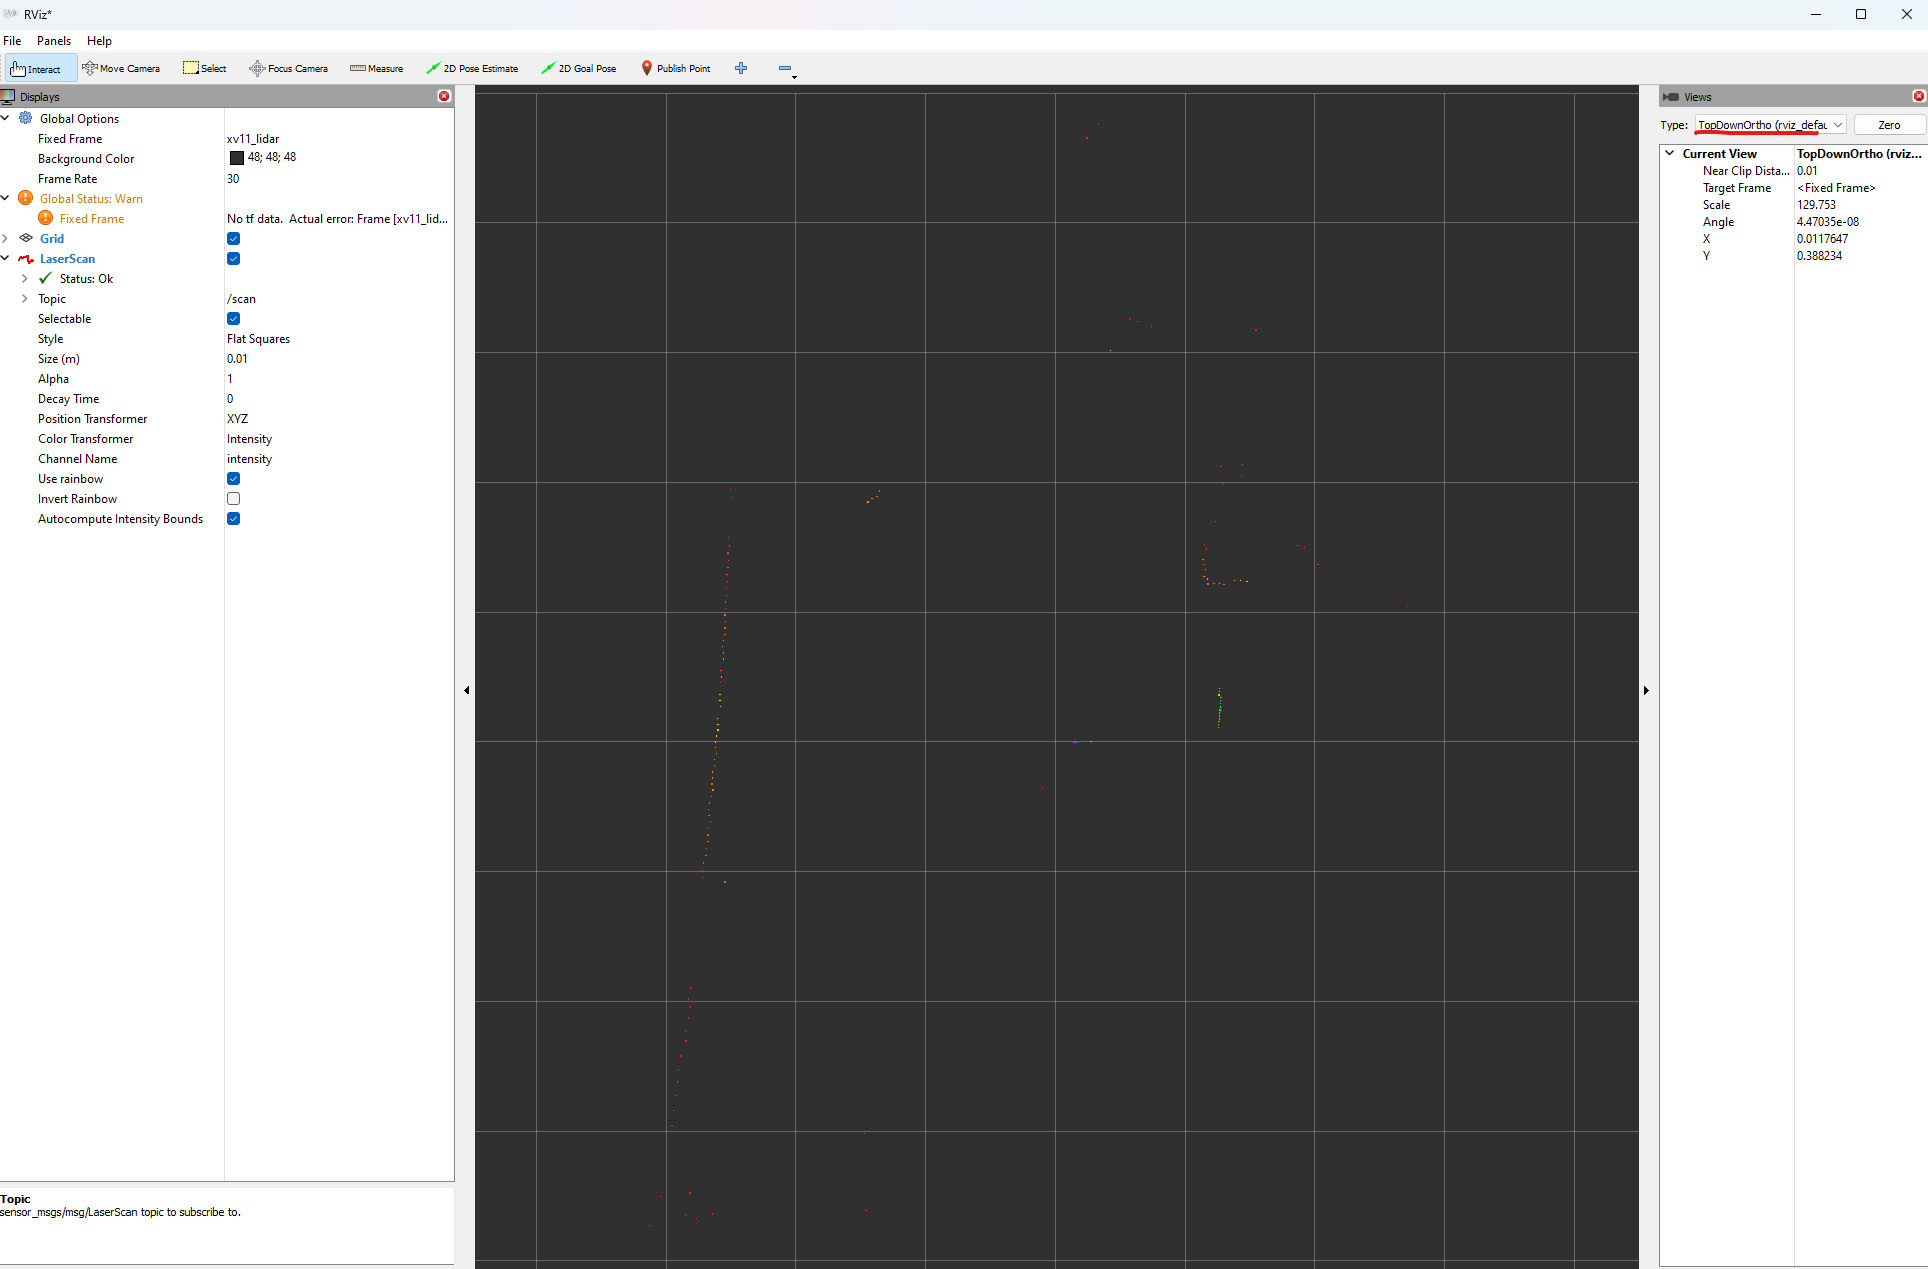 RViz*
File Panels Help
Interact Move Camera Select Focus Camera Measure 2D Pose Estimate 2D Goal Pose Publish Point
Displays
Global Options
Fixed Frame xv11_lidar
Background Color 48; 48; 48
Frame Rate 30
Global Status: Warn
Fixed Frame No tf data. Actual error: Frame [xv11_lid...
Grid
LaserScan
Status: Ok
Topic /scan
Selectable
Style Flat Squares
Size (m) 0.01
Alpha 1
Decay Time 0
Position Transformer XYZ
Color Transformer Intensity
Channel Name intensity
Use rainbow
Invert Rainbow
Autocompute Intensity Bounds
Topic
sensor_msgs/msg/LaserScan topic to subscribe to.
Views
Type: TopDownOrtho (rviz_defau Zero
Current View TopDownOrtho (rviz...
Near Clip Dista... 0.01
Target Frame <Fixed Frame>
Scale 129.753
Angle 4.47035e-08
X 0.0117647
Y 0.388234